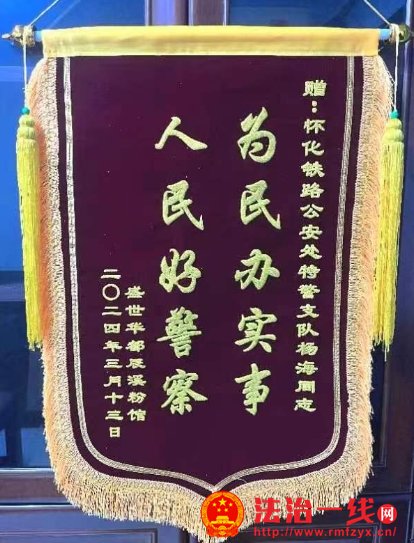 赠：怀化铁路公安处特警支队杨海同志
为民办实事
人民好警察
盛世华都辰溪粉馆
二〇二四年三月十三日
法治一线网
www.rmfzyx.com